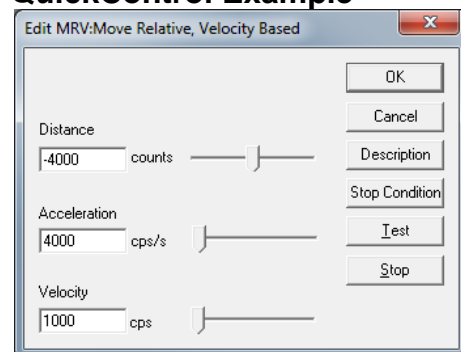 QuickControl Example
Edit MRV:Move Relative, Velocity Based
OK
Cancel
Distance
-4000 counts
Description
Stop Condition
Acceleration
4000 cps/s
Test
Stop
Velocity
1000 cps